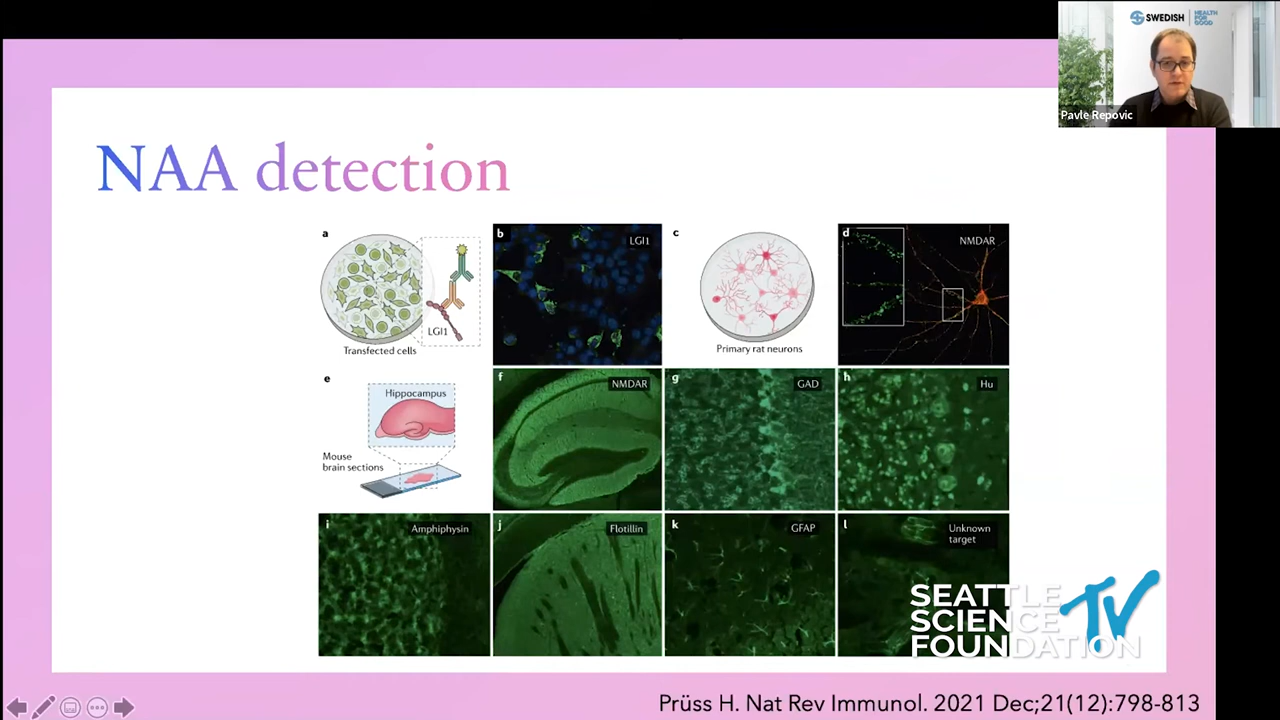 SWEDISH
HEALTH
FOR
GOOD
Pavle Repovic
NAA detection
a
LGI1
Transfected cells
b
LGI1
c
Primary rat neurons
d
NMDAR
e
Hippocampus
Mouse
brain sections
f
NMDAR
g
GAD
h
Hu
i
Amphiphysin
j
Flotillin
k
GFAP
l
Unknown
target
SEATTLE
SCIENCE
FOUNDATION
TV
Prüss H. Nat Rev Immunol. 2021 Dec;21(12):798-813